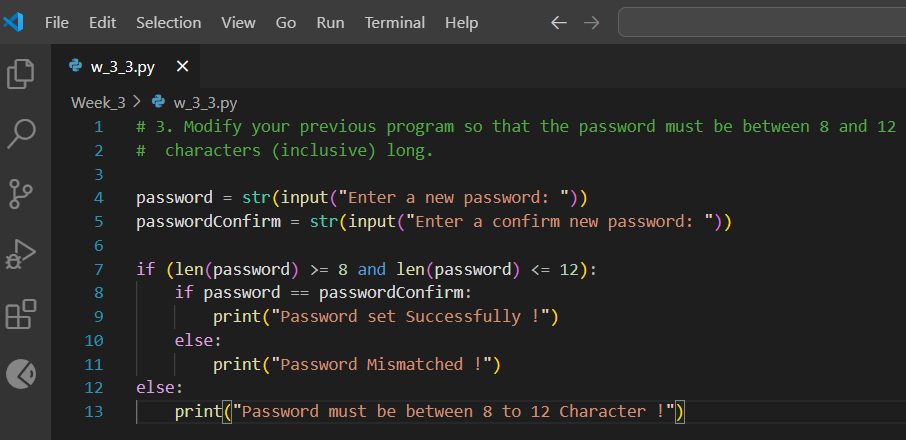 File Edit Selection View Go Run Terminal Help
w_3_3.py
Week_3 > w_3_3.py
1 # 3. Modify your previous program so that the password must be between 8 and 12
2 #  characters (inclusive) long.
3
4 password = str(input("Enter a new password: "))
5 passwordConfirm = str(input("Enter a confirm new password: "))
6
7 if (len(password) >= 8 and len(password) <= 12):
8     if password == passwordConfirm:
9         print("Password set Successfully !")
10     else:
11         print("Password Mismatched !")
12 else:
13     print("Password must be between 8 to 12 Character !")